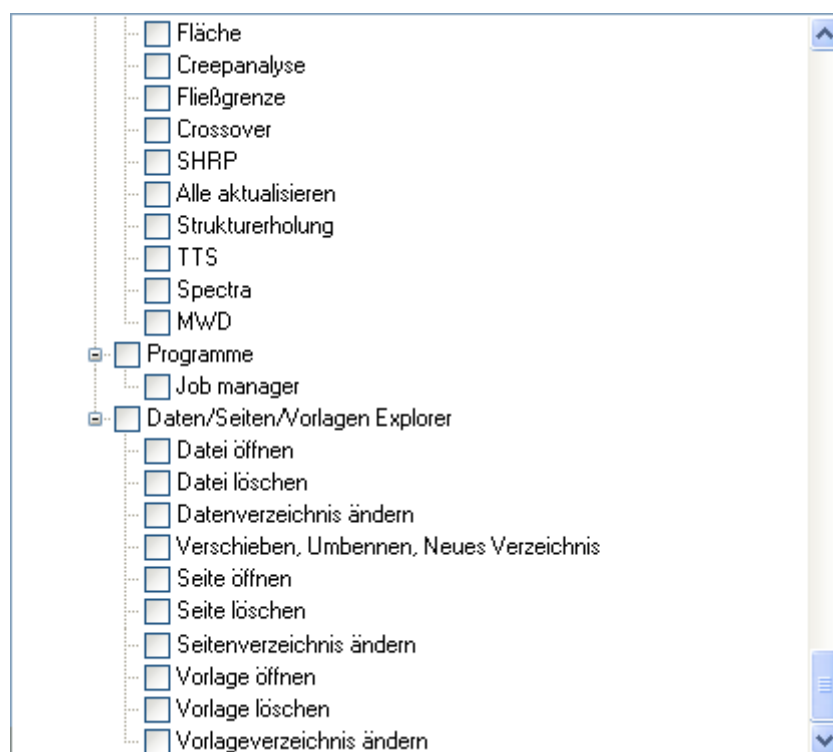 Fläche
Creepanalyse
Fließgrenze
Crossover
SHRP
Alle aktualisieren
Strukturerholung
TTS
Spectra
MWD
Programme
Job manager
Daten/Seiten/Vorlagen Explorer
Datei öffnen
Datei löschen
Datenverzeichnis ändern
Verschieben, Umbennen, Neues Verzeichnis
Seite öffnen
Seite löschen
Seitenverzeichnis ändern
Vorlage öffnen
Vorlage löschen
Vorlageverzeichnis ändern